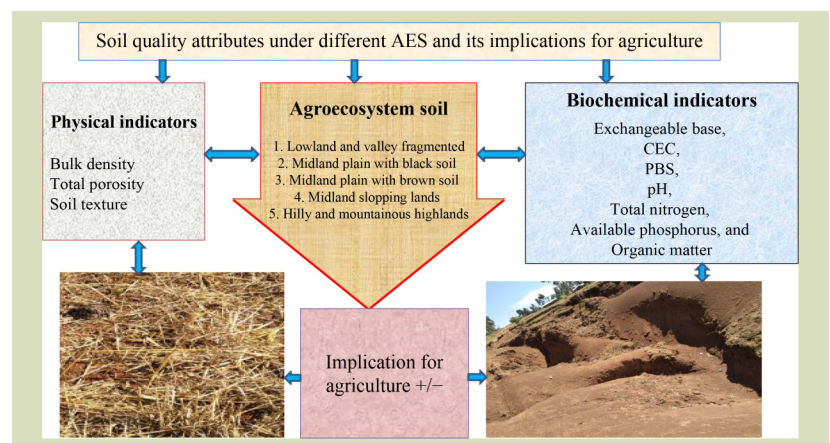 Soil quality attributes under different AES and its implications for agriculture
Physical indicators
Bulk density
Total porosity
Soil texture
Agroecosystem soil
1. Lowland and valley fragmented
2. Midland plain with black soil
3. Midland plain with brown soil
4. Midland slopping lands
5. Hilly and mountainous highlands
Biochemical indicators
Exchangeable base,
CEC,
PBS,
pH,
Total nitrogen,
Available phosphorus, and
Organic matter
Implication for
agriculture +/−